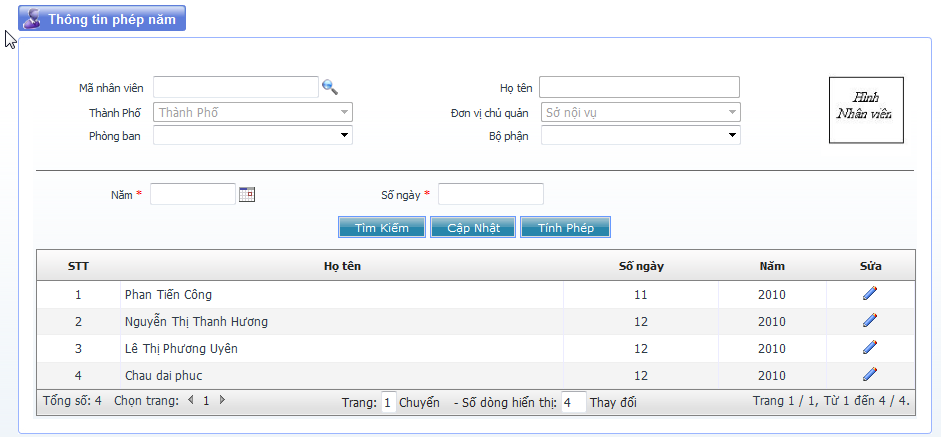 Thông tin phép năm
Mã nhân viên Họ tên
Thành Phố Thành Phố Đơn vị chủ quản Sở nội vụ
Phòng ban Bộ phận
Hình
Nhân viên
Năm * Số ngày *
Tìm Kiếm Cập Nhật Tính Phép
STT Họ tên Số ngày Năm Sửa
1 Phan Tiến Công 11 2010
2 Nguyễn Thị Thanh Hương 12 2010
3 Lê Thị Phương Uyên 12 2010
4 Chau dai phuc 12 2010
Tổng số: 4 Chọn trang: 1 Trang: 1 Chuyển - Số dòng hiển thị: 4 Thay đổi Trang 1 / 1, Từ 1 đến 4 / 4.